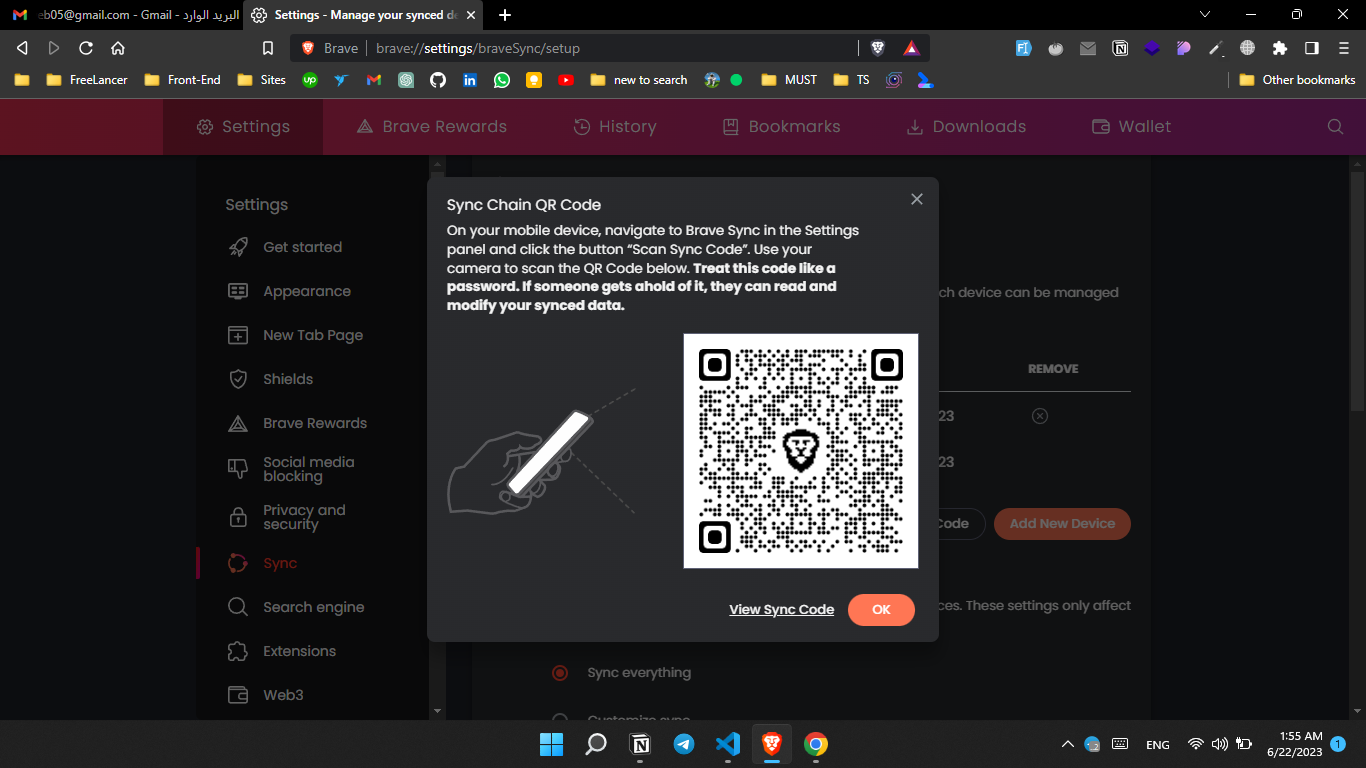 eb05@gmail.com - Gmail - البريد الوارد
Settings - Manage your synced de
Brave
brave://settings/braveSync/setup
FreeLancer
Front-End
Sites
new to search
MUST
TS
Other bookmarks
Settings
Brave Rewards
History
Bookmarks
Downloads
Wallet
Settings
Get started
Appearance
New Tab Page
Shields
Brave Rewards
Social media
blocking
Privacy and
security
Sync
Search engine
Extensions
Web3
Sync Chain QR Code
On your mobile device, navigate to Brave Sync in the Settings
panel and click the button “Scan Sync Code”. Use your
camera to scan the QR Code below. Treat this code like a
password. If someone gets ahold of it, they can read and
modify your synced data.
View Sync Code
OK
ch device can be managed
REMOVE
23
23
Code
Add New Device
ces. These settings only affect
Sync everything
Customize sync
ENG
1:55 AM
6/22/2023
1